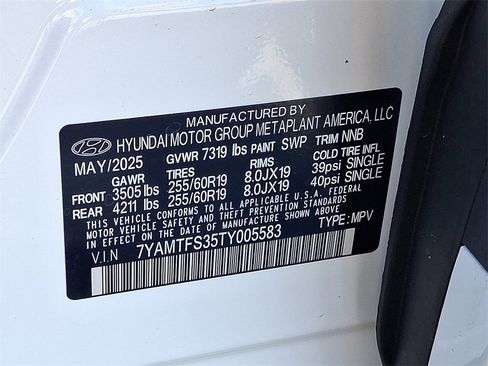 MANUFACTURED BY
HYUNDAI MOTOR GROUP METAPLANT AMERICA, LLC
MAY/2025 GVWR 7319 lbs PAINT SWP TRIM NNB
GAWR TIRES RIMS COLD TIRE INFL
FRONT 3505 lbs 255/60R19 8.0JX19 39psi SINGLE
REAR 4211 lbs 255/60R19 8.0JX19 40psi SINGLE
THIS VEHICLE CONFORMS TO ALL APPLICABLE U.S.A. FEDERAL
MOTOR VEHICLE SAFETY AND THEFT PREVENTION STANDARDS
IN EFFECT ON THE DATE OF MANUFACTURE SHOWN ABOVE.
V.I.N 7YAMTFS35TY005583 TYPE: MPV